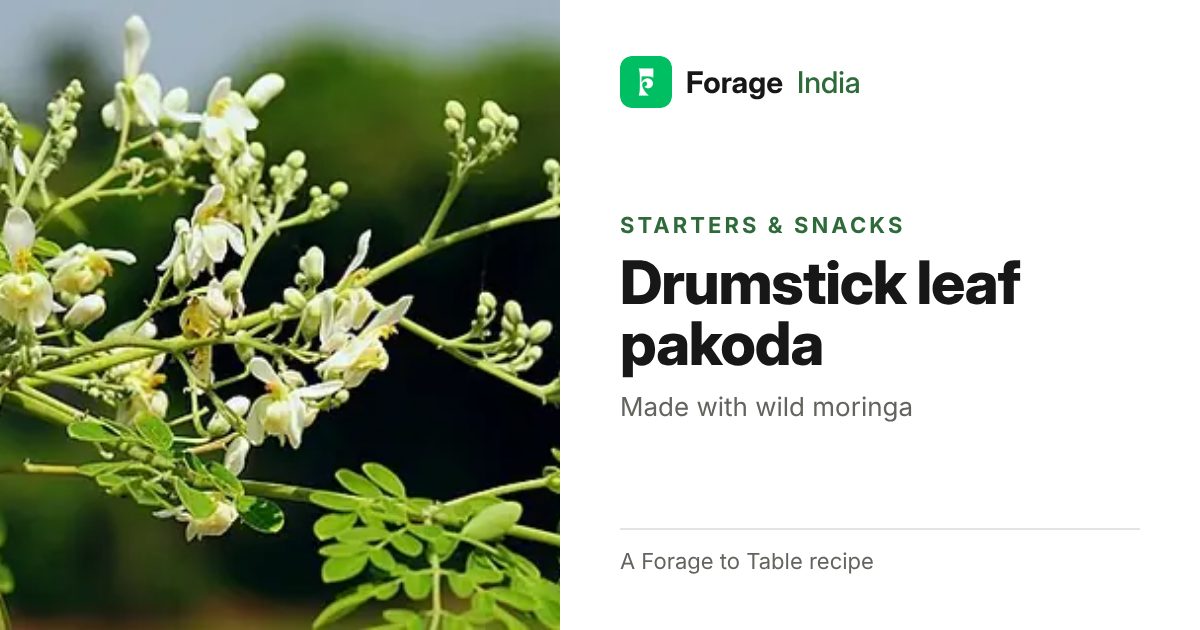 Forage India
STARTERS & SNACKS
Drumstick leaf
pakoda
Made with wild moringa
A Forage to Table recipe